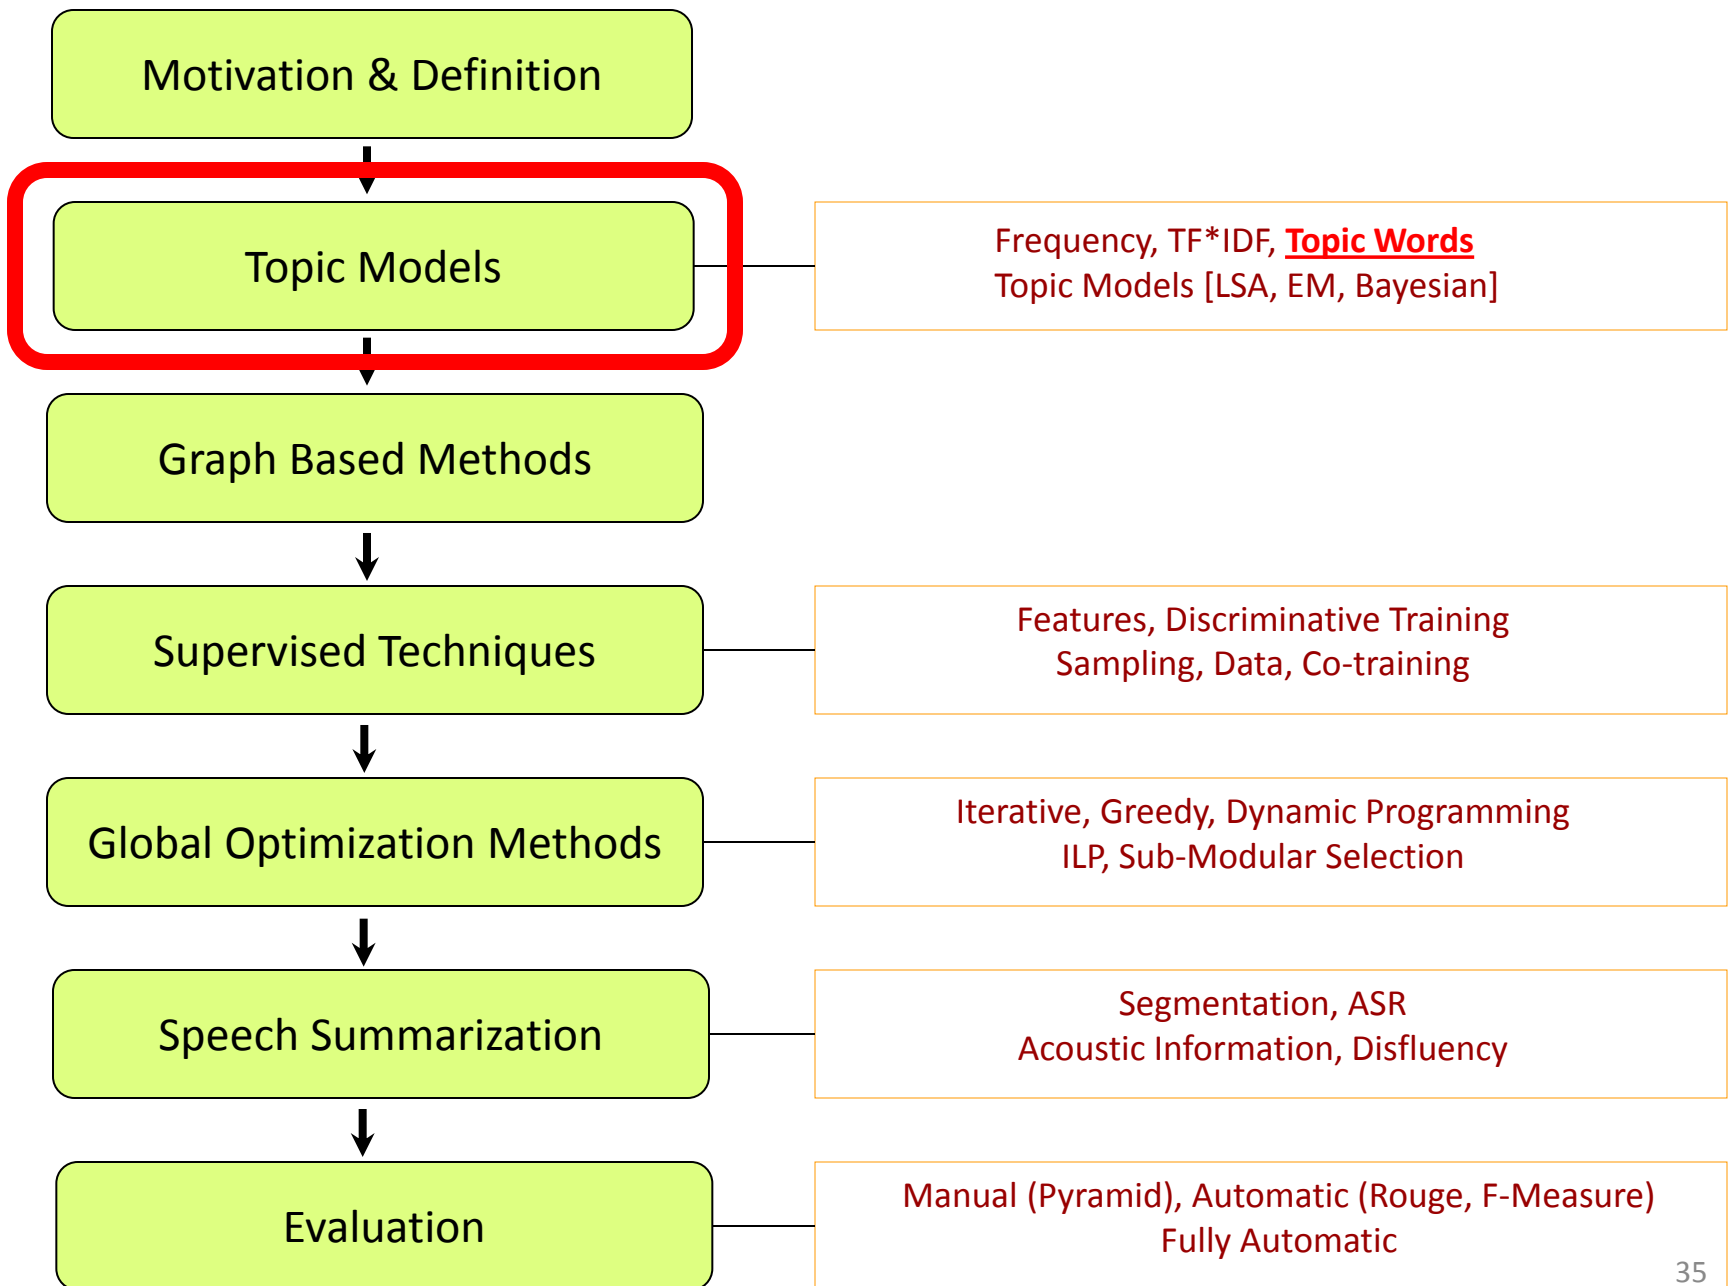 Motivation & Definition
Topic Models
Frequency, TF*IDF, Topic Words
Topic Models [LSA, EM, Bayesian]
Graph Based Methods
Supervised Techniques
Features, Discriminative Training
Sampling, Data, Co-training
Global Optimization Methods
Iterative, Greedy, Dynamic Programming
ILP, Sub-Modular Selection
Speech Summarization
Segmentation, ASR
Acoustic Information, Disfluency
Evaluation
Manual (Pyramid), Automatic (Rouge, F-Measure)
Fully Automatic
35